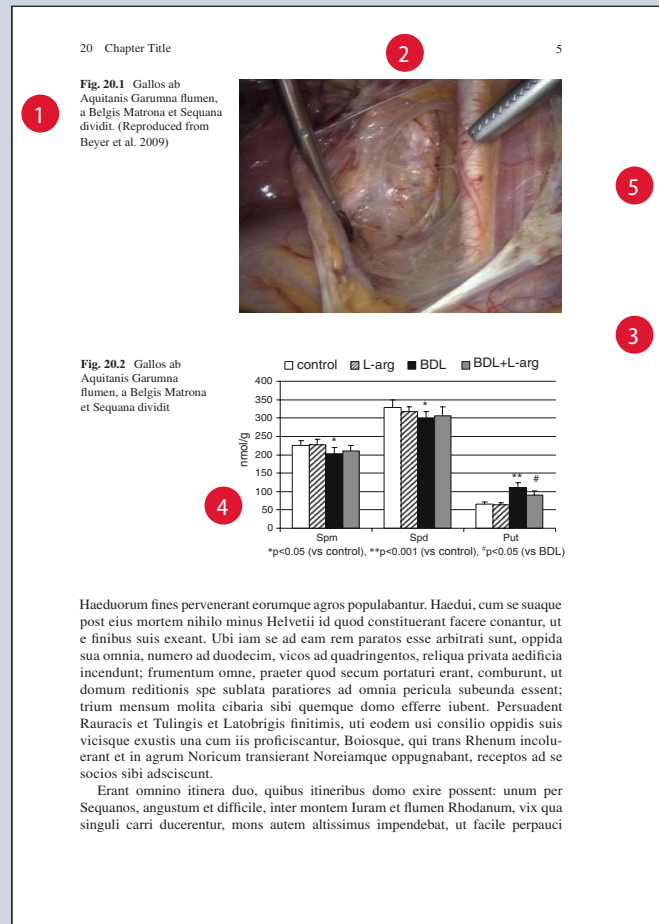 20 Chapter Title 5
2
1
Fig. 20.1 Gallos ab
Aquitanis Garumna flumen,
a Belgis Matrona et Sequana
dividit. (Reproduced from
Beyer et al. 2009)
5
3
Fig. 20.2 Gallos ab
Aquitanis Garumna
flumen, a Belgis Matrona
et Sequana dividit
control L-arg BDL BDL+L-arg
nmol/g
400
350
300
250
200
150
100
50
0
*
*
**
#
4
Spm Spd Put
*p<0.05 (vs control), **p<0.001 (vs control), #p<0.05 (vs BDL)
Haeduorum fines pervenerant eorumque agros populabantur. Haedui, cum se suaque
post eius mortem nihilo minus Helvetii id quod constituerant facere conantur, ut
e finibus suis exeant. Ubi iam se ad eam rem paratos esse arbitrati sunt, oppida
sua omnia, numero ad duodecim, vicos ad quadringentos, reliqua privata aedificia
incendunt; frumentum omne, praeter quod secum portaturi erant, comburunt, ut
domum reditionis spe sublata paratiores ad omnia pericula subeunda essent;
trium mensum molita cibaria sibi quemque domo efferre iubent. Persuadent
Rauracis et Tulingis et Latobrigis finitimis, uti eodem usi consilio oppidis suis
vicisque exustis una cum iis proficiscantur, Boiosque, qui trans Rhenum incolu-
erant et in agrum Noricum transierant Noreiamque oppugnabant, receptos ad se
socios sibi adsciscunt.
Erant omnino itinera duo, quibus itineribus domo exire possent: unum per
Sequanos, angustum et difficile, inter montem Iuram et flumen Rhodanum, vix qua
singuli carri ducerentur, mons autem altissimus impendebat, ut facile perpauci